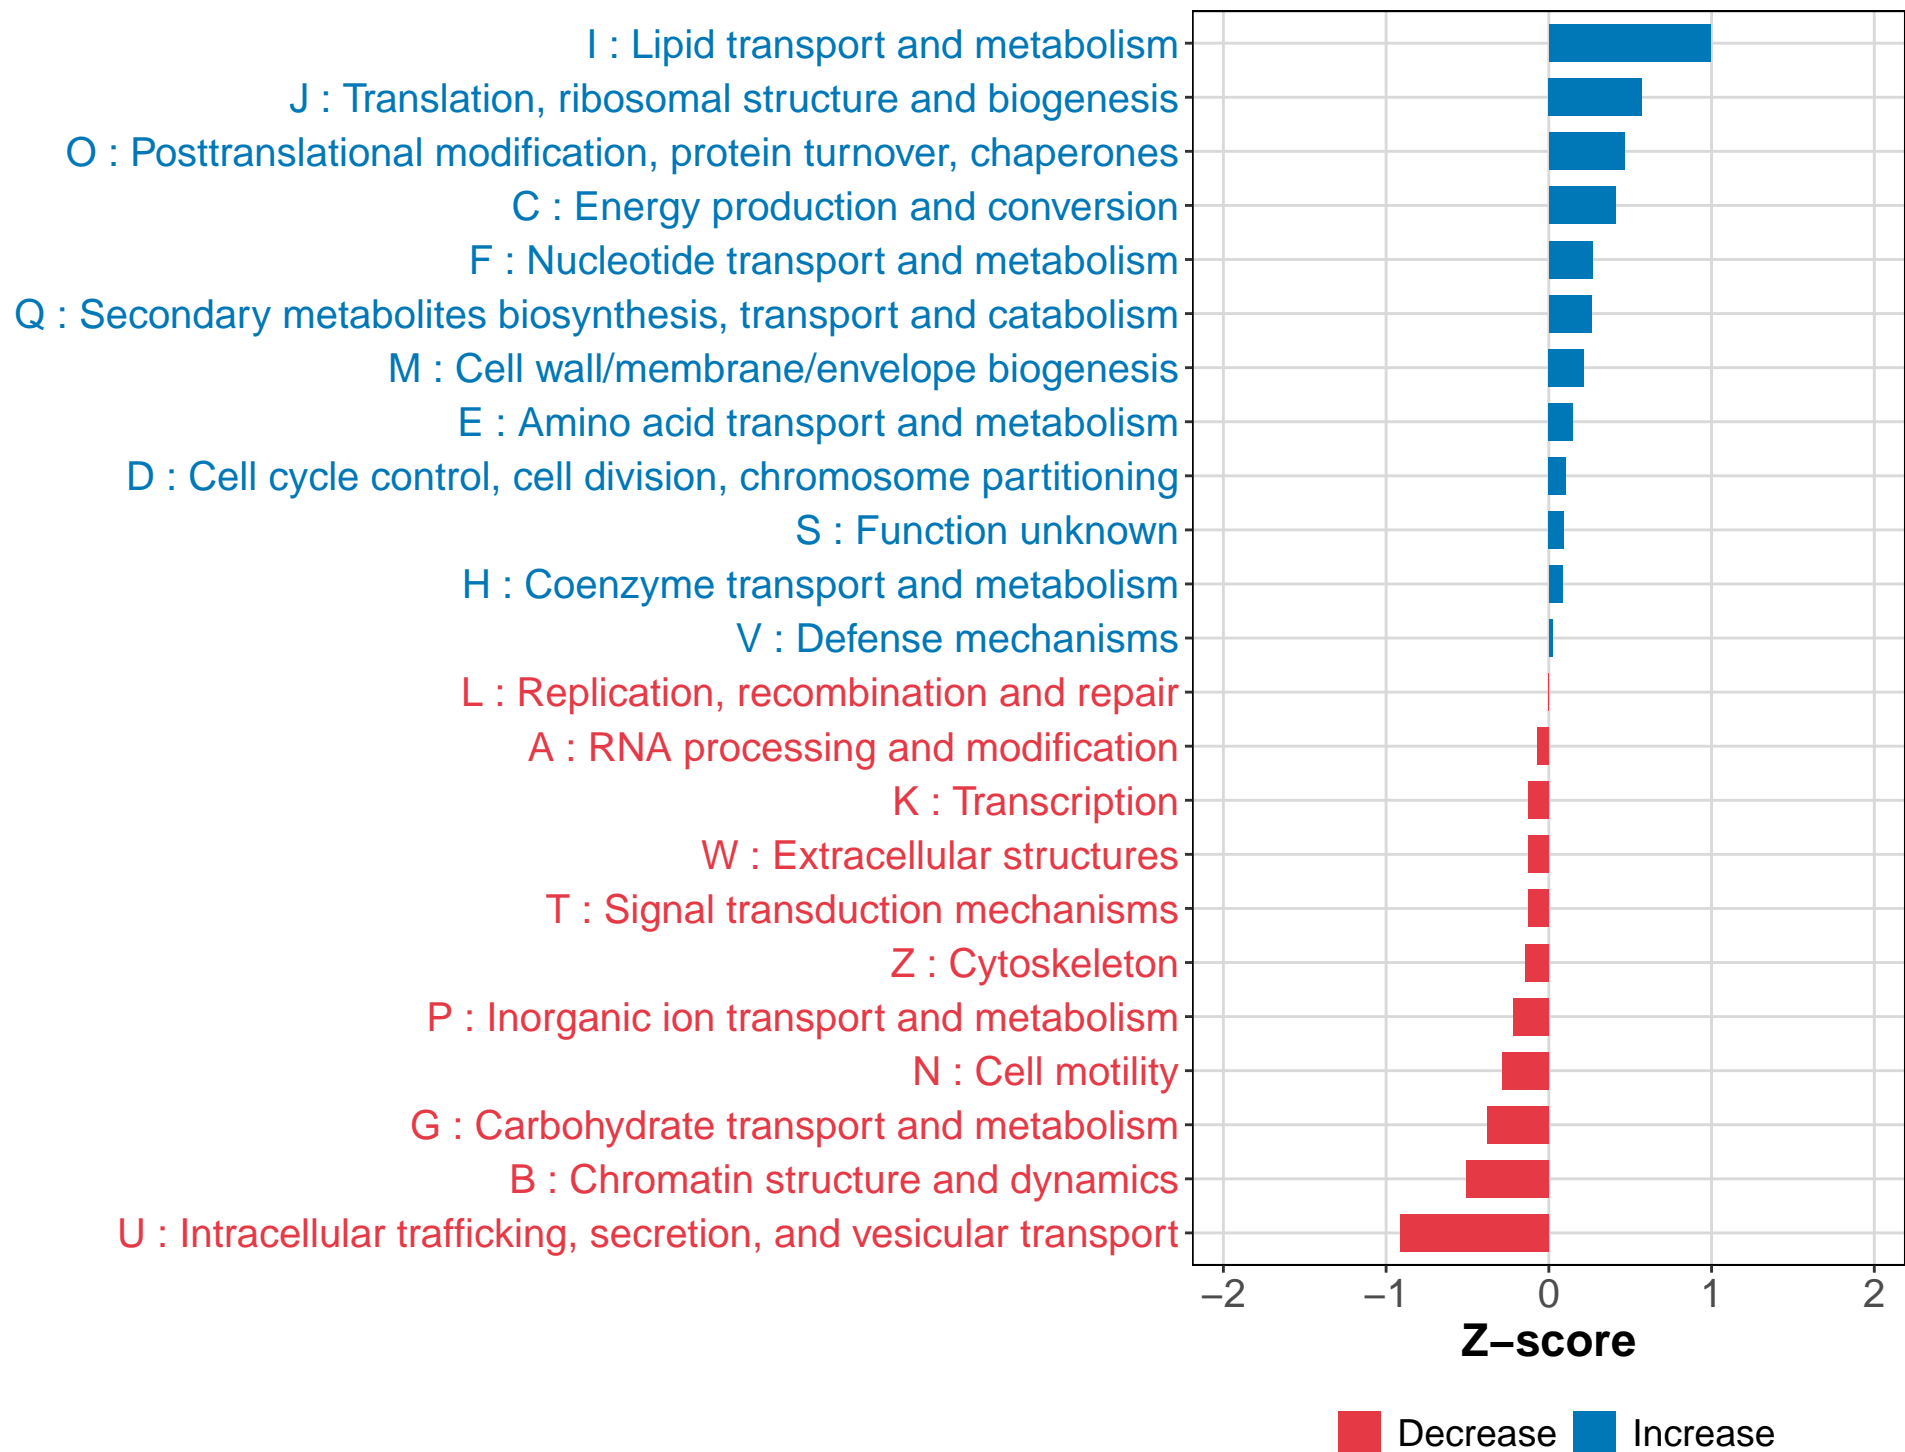 I : Lipid transport and metabolism
J : Translation, ribosomal structure and biogenesis
O : Posttranslational modification, protein turnover, chaperones
C : Energy production and conversion
F : Nucleotide transport and metabolism
Q : Secondary metabolites biosynthesis, transport and catabolism
M : Cell wall/membrane/envelope biogenesis
E : Amino acid transport and metabolism
D : Cell cycle control, cell division, chromosome partitioning
S : Function unknown
H : Coenzyme transport and metabolism
V : Defense mechanisms
L : Replication, recombination and repair
A : RNA processing and modification
K : Transcription
W : Extracellular structures
T : Signal transduction mechanisms
Z : Cytoskeleton
P : Inorganic ion transport and metabolism
N : Cell motility
G : Carbohydrate transport and metabolism
B : Chromatin structure and dynamics
U : Intracellular trafficking, secretion, and vesicular transport
−2 −1 0 1 2
Z−score
Decrease Increase